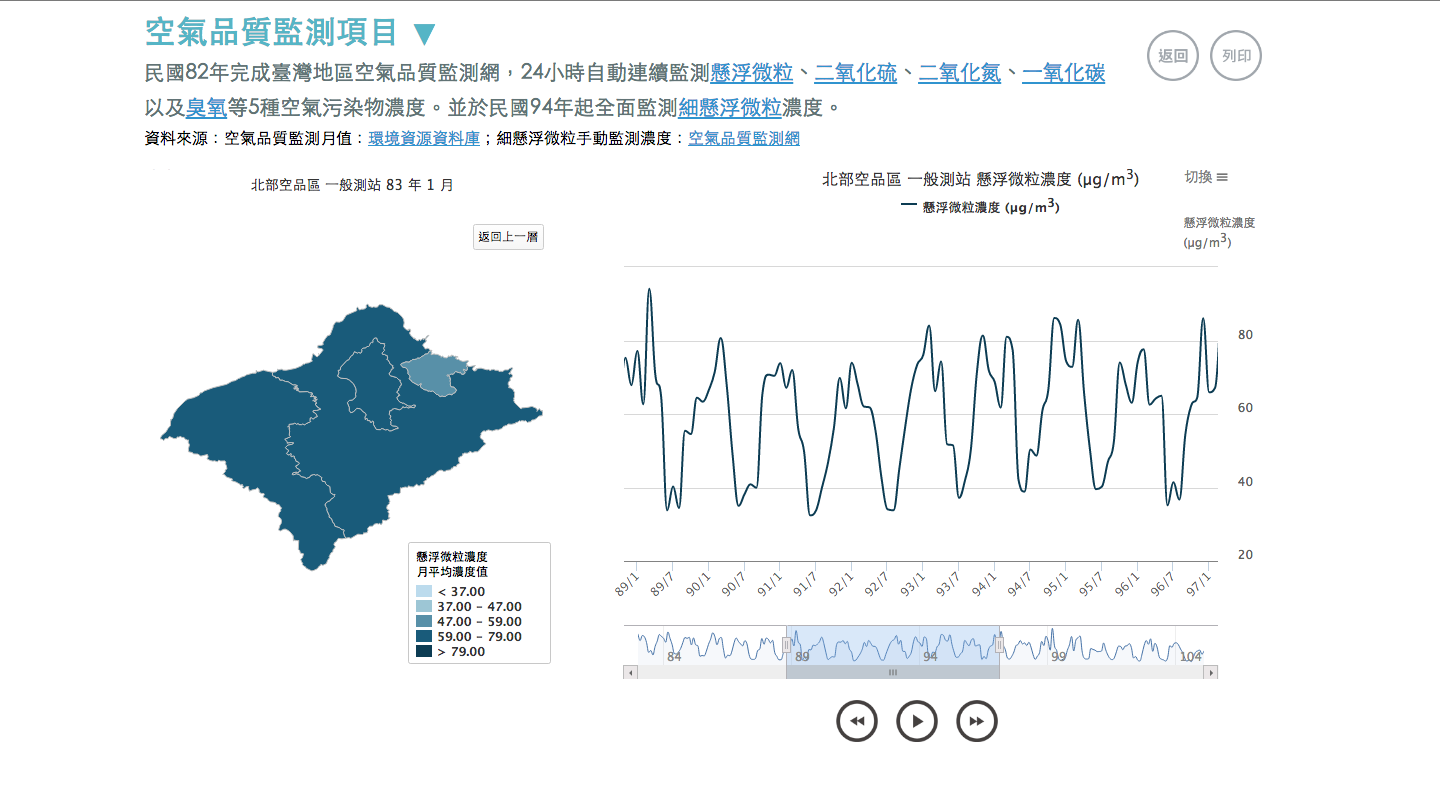 空氣品質監測項目 ▼
返回
列印
民國82年完成臺灣地區空氣品質監測網，24小時自動連續監測懸浮微粒、二氧化硫、二氧化氮、一氧化碳
以及臭氧等5種空氣污染物濃度。並於民國94年起全面監測細懸浮微粒濃度。
資料來源：空氣品質監測月值：環境資源資料庫；細懸浮微粒手動監測濃度：空氣品質監測網
北部空品區 一般測站 83 年 1 月
返回上一層
懸浮微粒濃度
月平均濃度值
< 37.00
37.00 – 47.00
47.00 – 59.00
59.00 – 79.00
> 79.00
北部空品區 一般測站 懸浮微粒濃度 (μg/m³)
切換 ≡
懸浮微粒濃度 (μg/m³)
懸浮微粒濃度
(μg/m³)
80
60
40
20
89/1 89/7 90/1 90/7 91/1 91/7 92/1 92/7 93/1 93/7 94/1 94/7 95/1 95/7 96/1 96/7 97/1
84 89 94 99 104